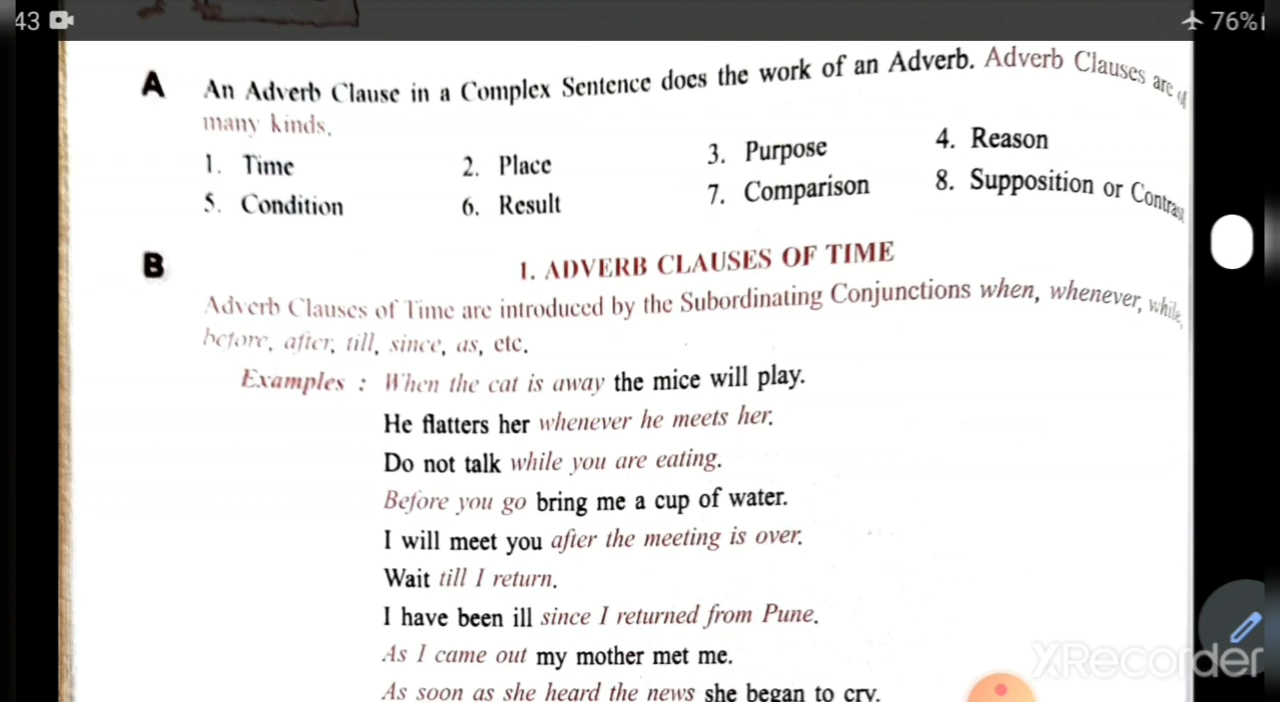 43
76%
A An Adverb Clause in a Complex Sentence does the work of an Adverb. Adverb Clauses are of
many kinds.
1. Time 2. Place 3. Purpose 4. Reason
5. Condition 6. Result 7. Comparison 8. Supposition or Contrast
B 1. ADVERB CLAUSES OF TIME
Adverb Clauses of Time are introduced by the Subordinating Conjunctions when, whenever, while,
before, after, till, since, as, etc.
Examples : When the cat is away the mice will play.
He flatters her whenever he meets her.
Do not talk while you are eating.
Before you go bring me a cup of water.
I will meet you after the meeting is over.
Wait till I return.
I have been ill since I returned from Pune.
As I came out my mother met me.
As soon as she heard the news she began to cry.
XRecorder